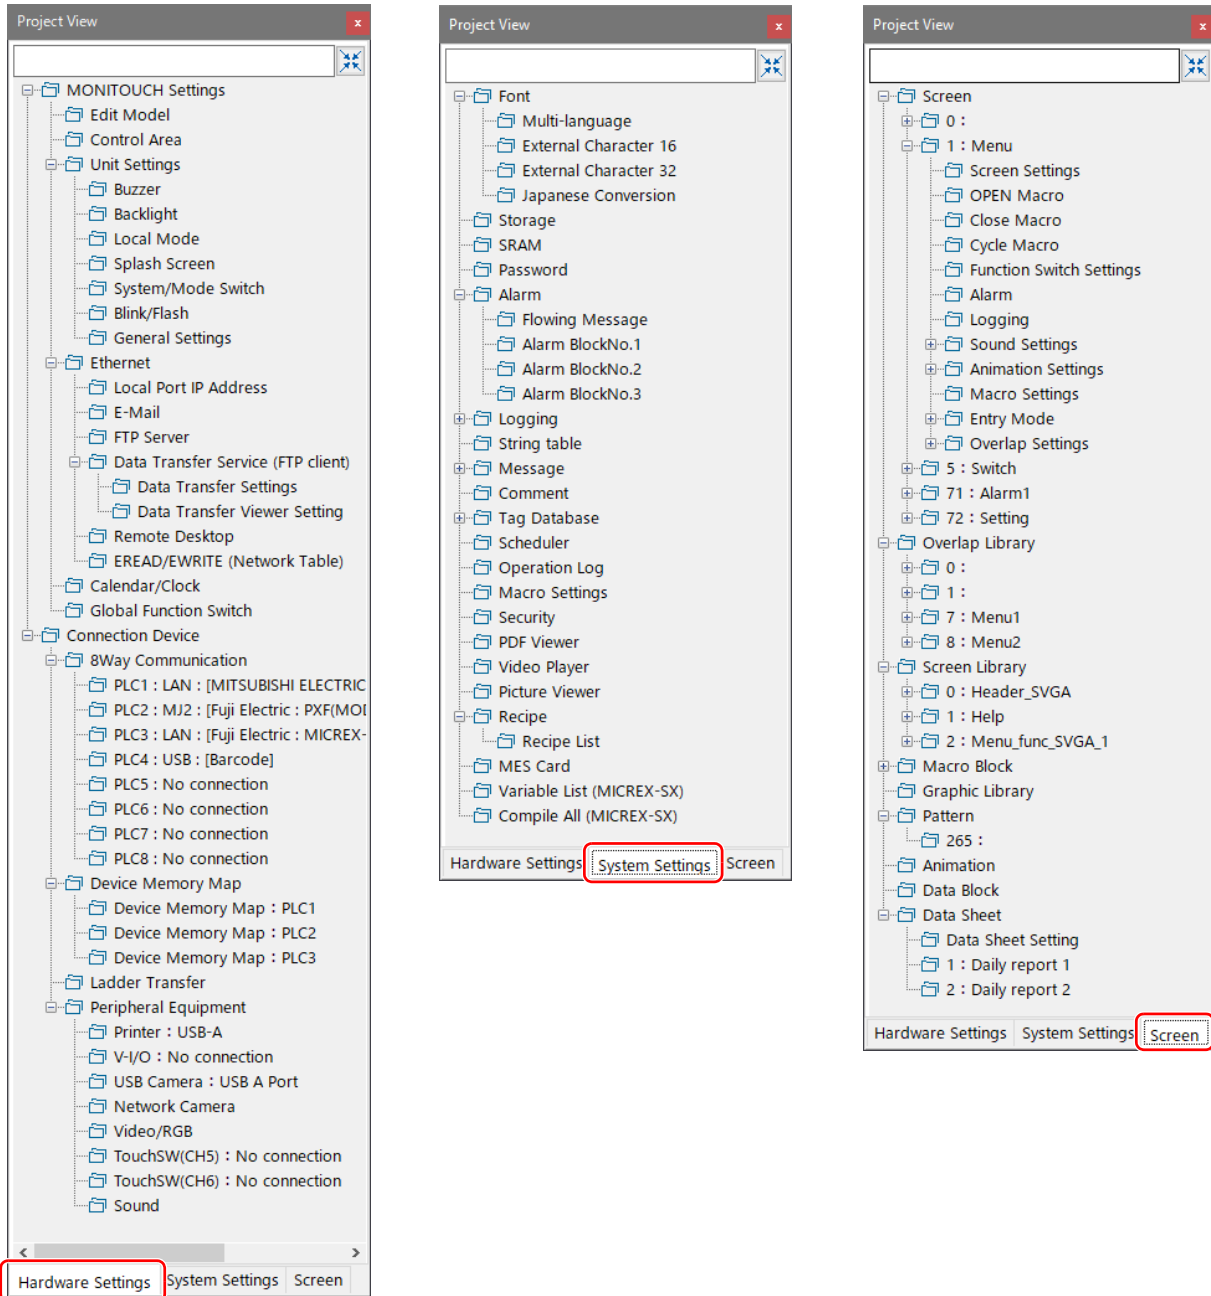 Project View
x
MONITOUCH Settings
Edit Model
Control Area
Unit Settings
Buzzer
Backlight
Local Mode
Splash Screen
System/Mode Switch
Blink/Flash
General Settings
Ethernet
Local Port IP Address
E-Mail
FTP Server
Data Transfer Service (FTP client)
Data Transfer Settings
Data Transfer Viewer Setting
Remote Desktop
EREAD/EWRITE (Network Table)
Calendar/Clock
Global Function Switch
Connection Device
8Way Communication
PLC1 : LAN : [MITSUBISHI ELECTRIC
PLC2 : MJ2 : [Fuji Electric : PXF(MOD
PLC3 : LAN : [Fuji Electric : MICREX-
PLC4 : USB : [Barcode]
PLC5 : No connection
PLC6 : No connection
PLC7 : No connection
PLC8 : No connection
Device Memory Map
Device Memory Map : PLC1
Device Memory Map : PLC2
Device Memory Map : PLC3
Ladder Transfer
Peripheral Equipment
Printer : USB-A
V-I/O : No connection
USB Camera : USB A Port
Network Camera
Video/RGB
TouchSW(CH5) : No connection
TouchSW(CH6) : No connection
Sound
Hardware Settings System Settings Screen
Project View
x
Font
Multi-language
External Character 16
External Character 32
Japanese Conversion
Storage
SRAM
Password
Alarm
Flowing Message
Alarm BlockNo.1
Alarm BlockNo.2
Alarm BlockNo.3
Logging
String table
Message
Comment
Tag Database
Scheduler
Operation Log
Macro Settings
Security
PDF Viewer
Video Player
Picture Viewer
Recipe
Recipe List
MES Card
Variable List (MICREX-SX)
Compile All (MICREX-SX)
Hardware Settings System Settings Screen
Project View
x
Screen
0 :
1 : Menu
Screen Settings
OPEN Macro
Close Macro
Cycle Macro
Function Switch Settings
Alarm
Logging
Sound Settings
Animation Settings
Macro Settings
Entry Mode
Overlap Settings
5 : Switch
71 : Alarm1
72 : Setting
Overlap Library
0 :
1 :
7 : Menu1
8 : Menu2
Screen Library
0 : Header_SVGA
1 : Help
2 : Menu_func_SVGA_1
Macro Block
Graphic Library
Pattern
265 :
Animation
Data Block
Data Sheet
Data Sheet Setting
1 : Daily report 1
2 : Daily report 2
Hardware Settings System Settings Screen